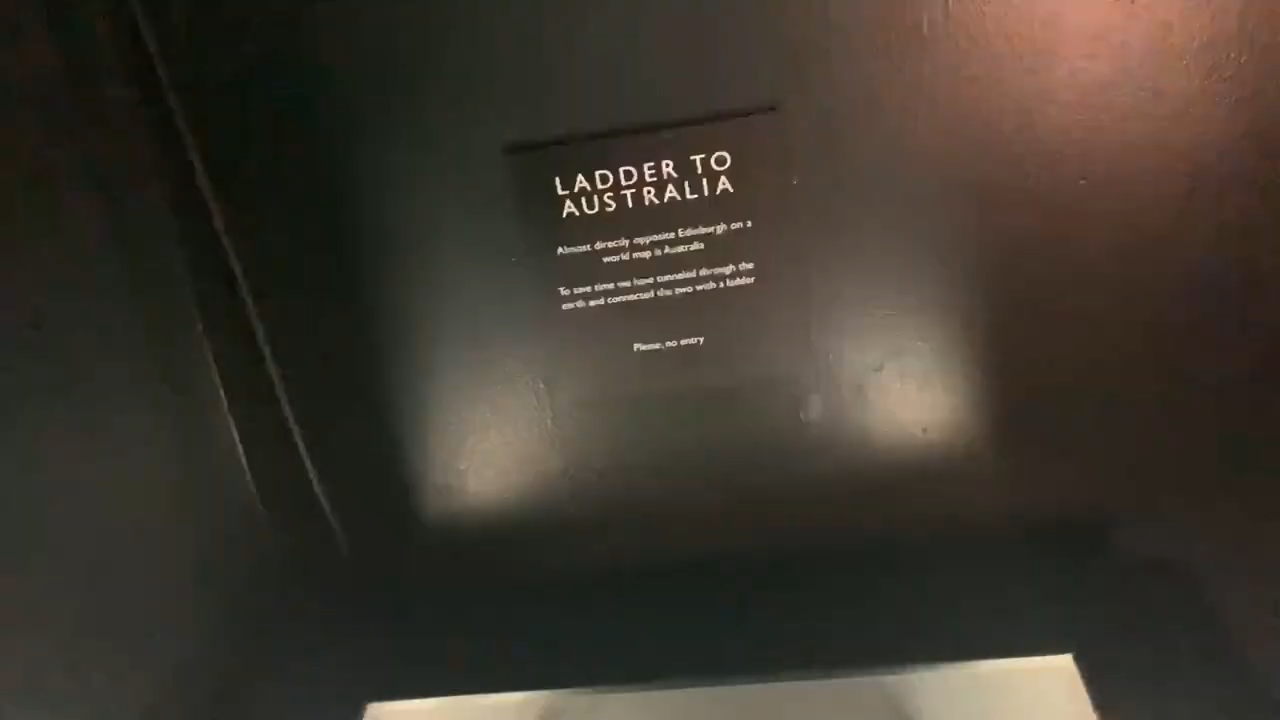 LADDER TO
AUSTRALIA
Almost directly opposite Edinburgh on a
world map is Australia
To save time we have tunneled through the
earth and connected the two with a ladder
Please, no entry